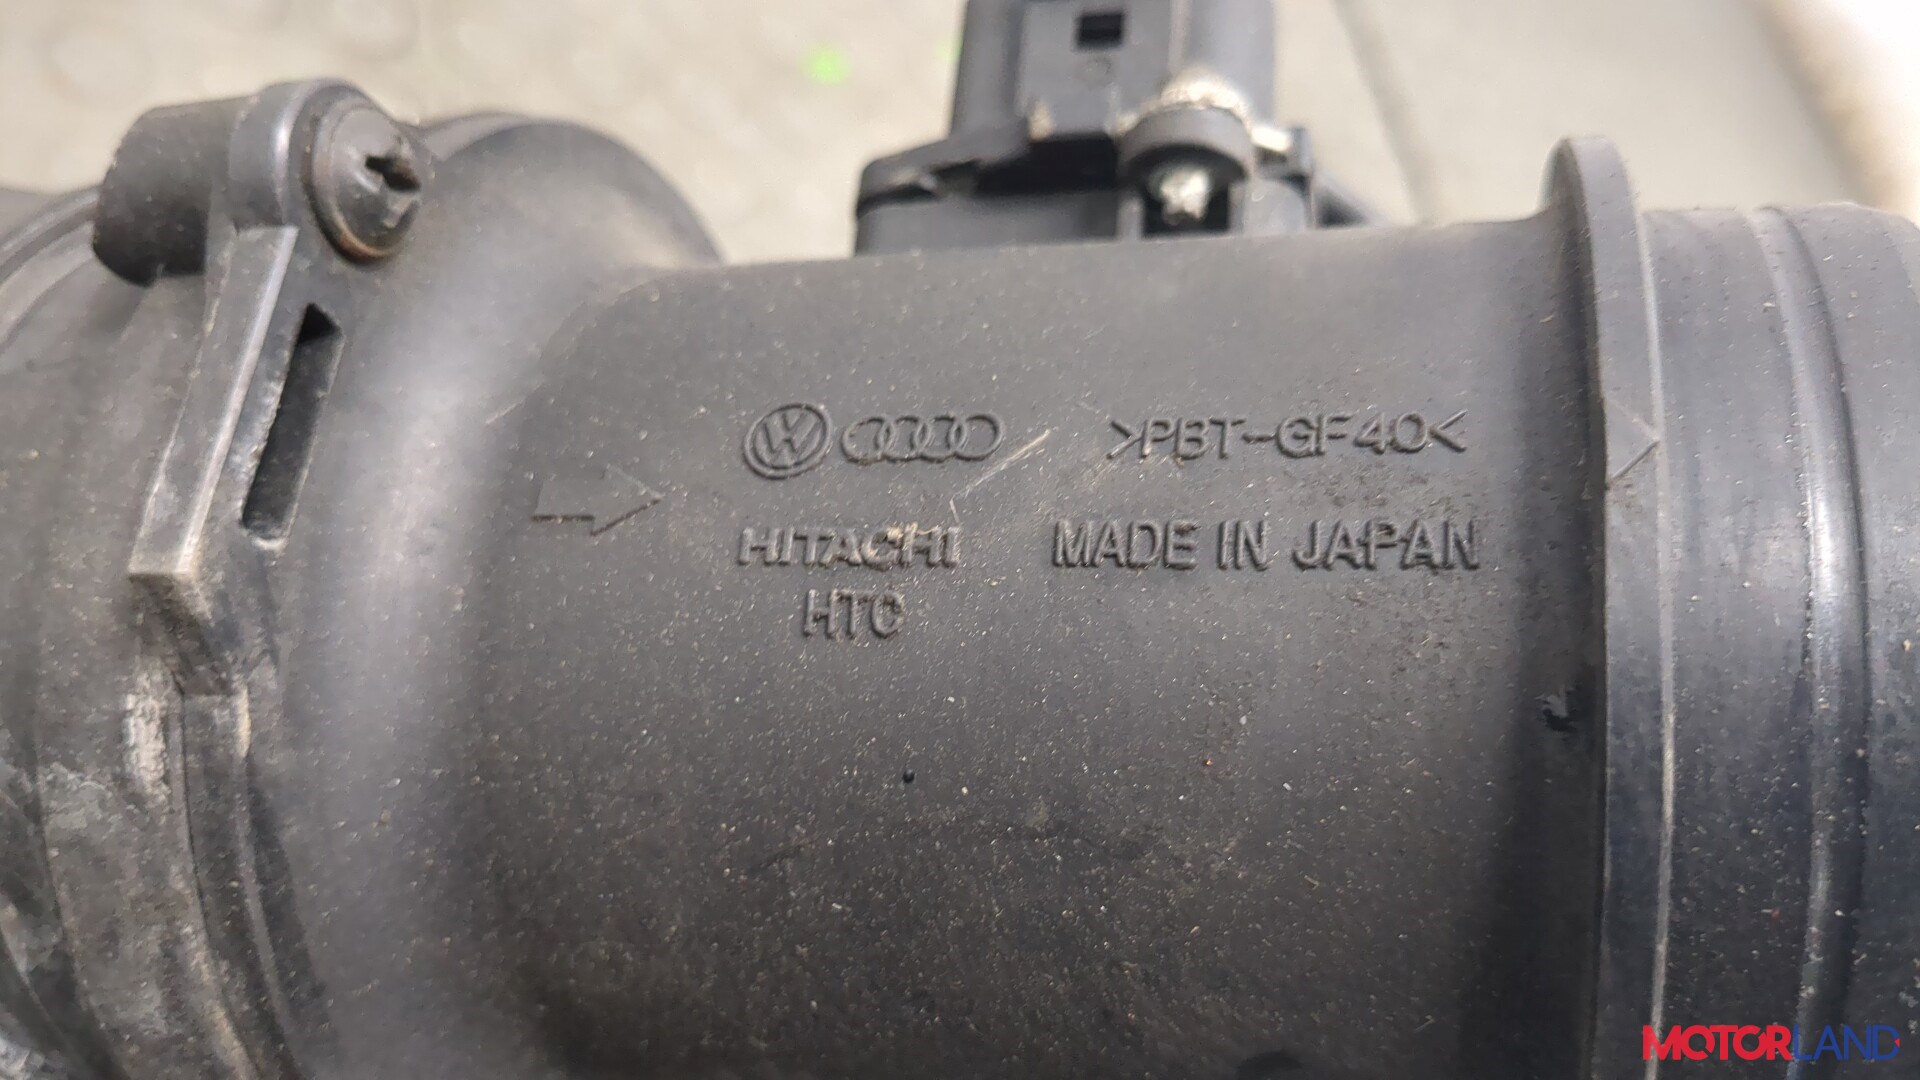 >PBT-GF40<
HITACHI MADE IN JAPAN
HTC
MOTORLAND